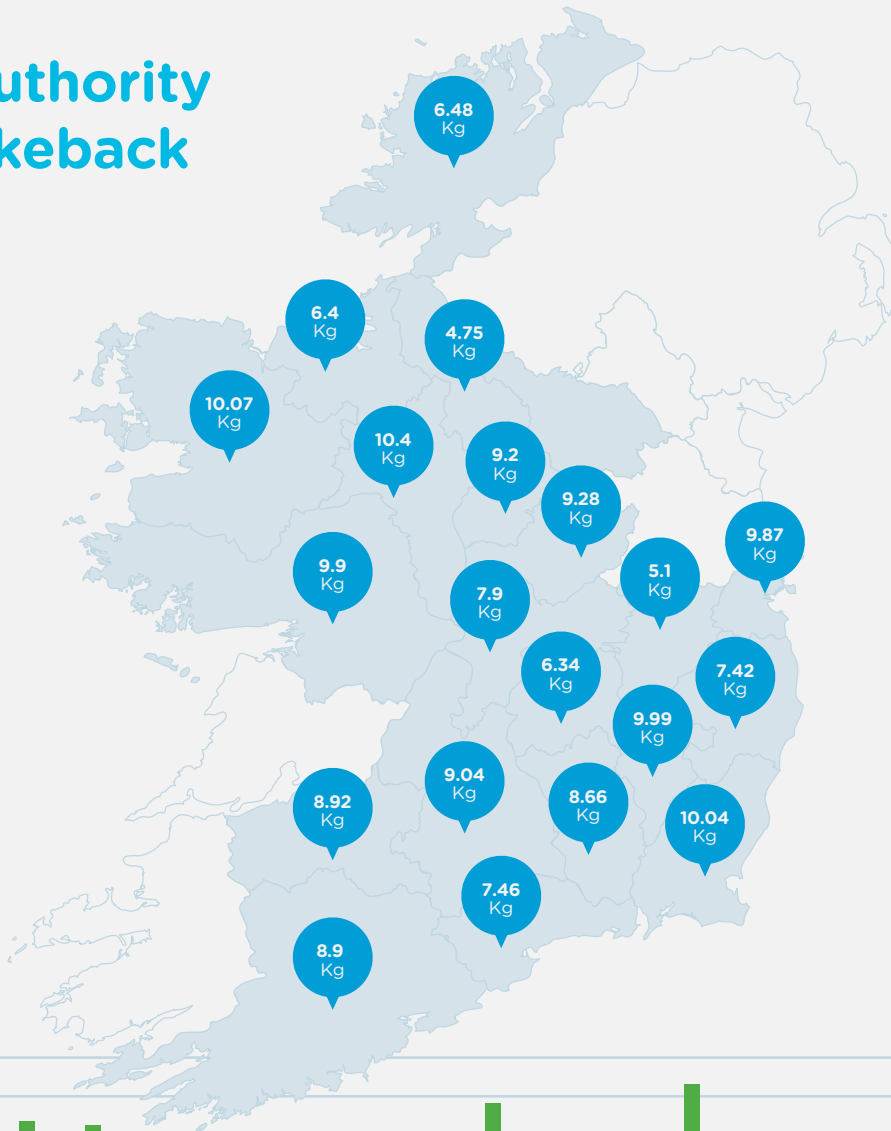 uthority
keback
6.48
Kg
6.4
Kg
4.75
Kg
10.07
Kg
10.4
Kg
9.2
Kg
9.28
Kg
9.87
Kg
9.9
Kg
5.1
Kg
7.9
Kg
6.34
Kg
7.42
Kg
9.99
Kg
9.04
Kg
8.92
Kg
8.66
Kg
10.04
Kg
7.46
Kg
8.9
Kg